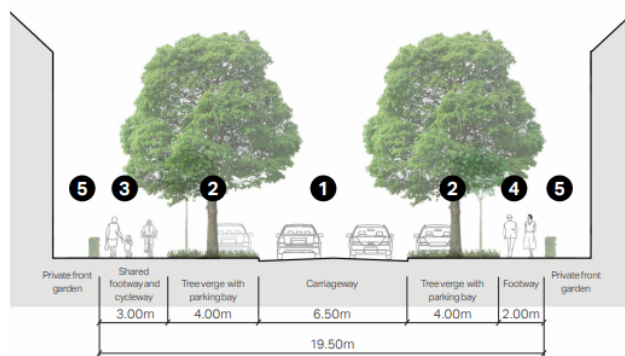 5 3 2 1 2 4 5
Private front
garden
Shared
footway and
cycleway
Tree verge with
parking bay
Carriageway
Tree verge with
parking bay
Footway
Private front
garden
3.00m 4.00m 6.50m 4.00m 2.00m
19.50m